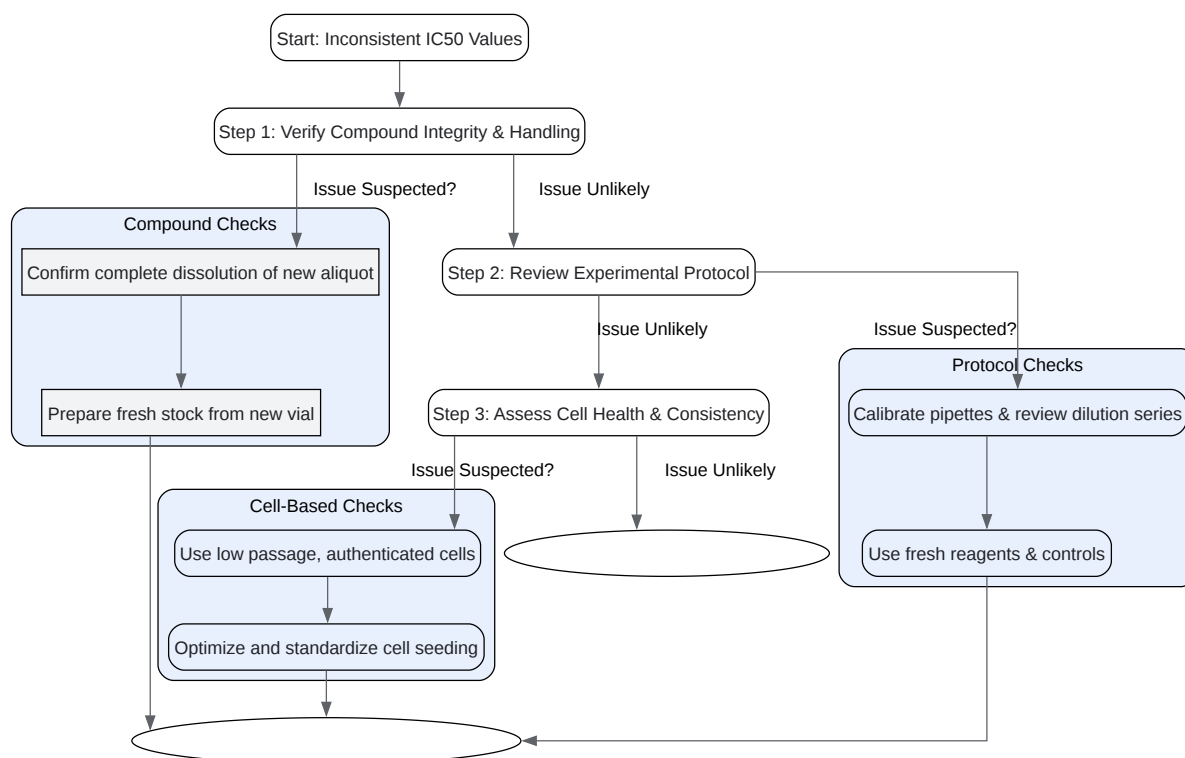 Start: Inconsistent IC50 Values
Step 1: Verify Compound Integrity & Handling
Issue Suspected?
Issue Unlikely
Compound Checks
Confirm complete dissolution of new aliquot
Step 2: Review Experimental Protocol
Issue Unlikely
Issue Suspected?
Protocol Checks
Prepare fresh stock from new vial
Step 3: Assess Cell Health & Consistency
Calibrate pipettes & review dilution series
Issue Suspected?
Issue Unlikely
Cell-Based Checks
Use low passage, authenticated cells
Use fresh reagents & controls
Optimize and standardize cell seeding